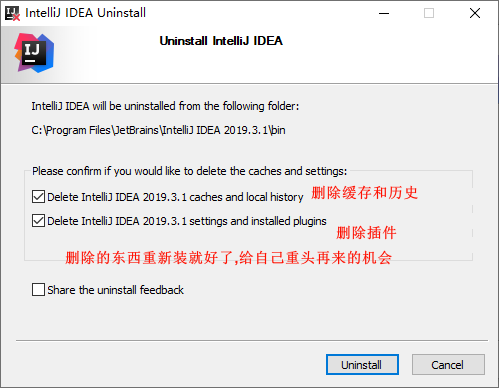 IntelliJ IDEA Uninstall
IJ
Uninstall IntelliJ IDEA
IntelliJ IDEA will be uninstalled from the following folder:
C:\Program Files\JetBrains\IntelliJ IDEA 2019.3.1\bin
Please confirm if you would like to delete the caches and settings:
Delete IntelliJ IDEA 2019.3.1 caches and local history 删除缓存和历史
Delete IntelliJ IDEA 2019.3.1 settings and installed plugins
删除插件
删除的东西重新装就好了,给自己重头再来的机会
Share the uninstall feedback
Uninstall Cancel